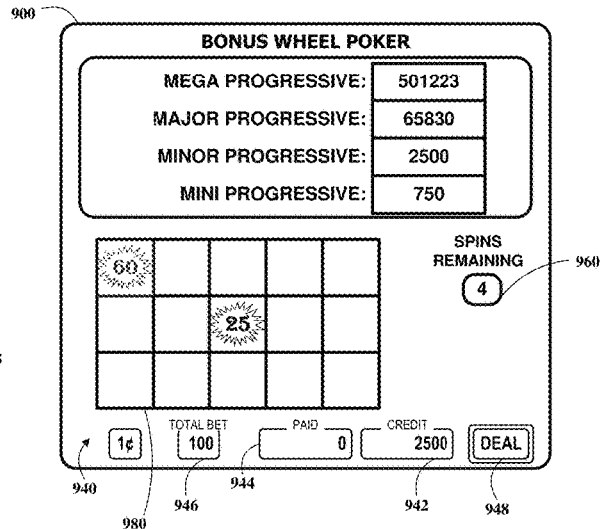 900
BONUS WHEEL POKER
MEGA PROGRESSIVE: 501223
MAJOR PROGRESSIVE: 65830
MINOR PROGRESSIVE: 2500
MINI PROGRESSIVE: 750
SPINS
REMAINING
4
960
60
25
TOTAL BET
PAID
CREDIT
1¢
100
0
2500
DEAL
940
980
946
944
942
948